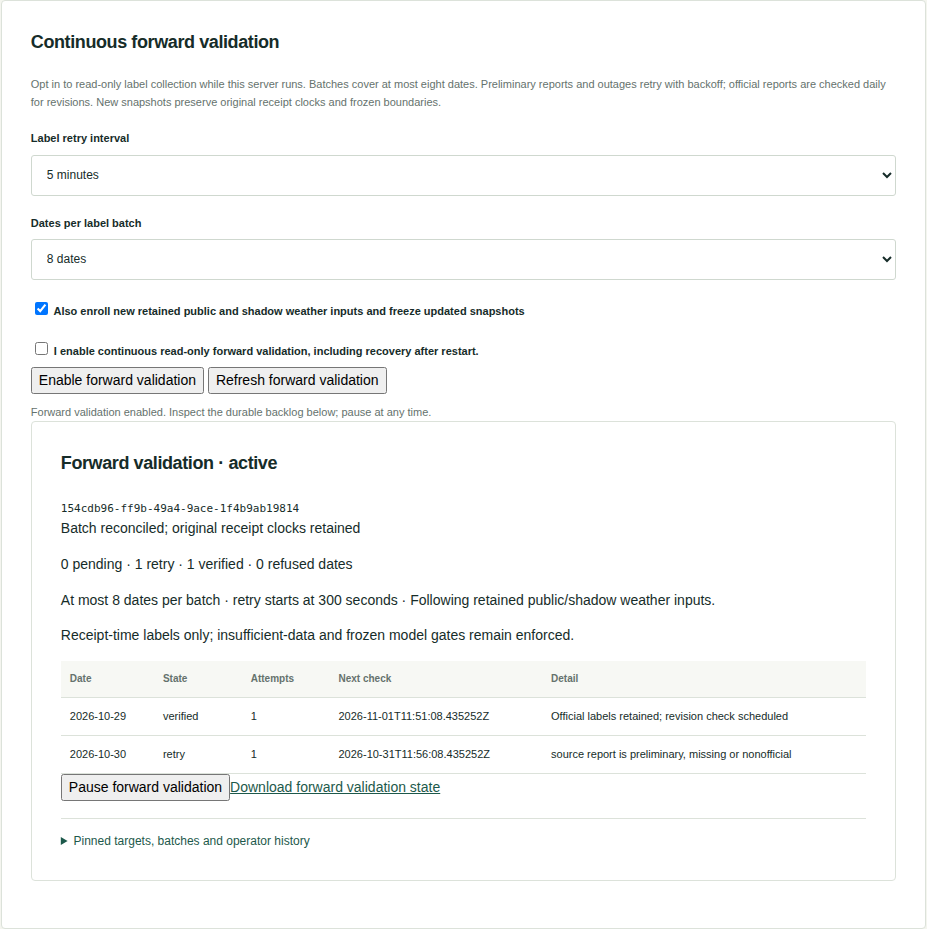 Continuous forward validation
Opt in to read-only label collection while this server runs. Batches cover at most eight dates. Preliminary reports and outages retry with backoff; official reports are checked daily
for revisions. New snapshots preserve original receipt clocks and frozen boundaries.
Label retry interval
5 minutes
Dates per label batch
8 dates
Also enroll new retained public and shadow weather inputs and freeze updated snapshots
I enable continuous read-only forward validation, including recovery after restart.
Enable forward validation Refresh forward validation
Forward validation enabled. Inspect the durable backlog below; pause at any time.
Forward validation · active
154cdb96-ff9b-49a4-9ace-1f4b9ab19814
Batch reconciled; original receipt clocks retained
0 pending · 1 retry · 1 verified · 0 refused dates
At most 8 dates per batch · retry starts at 300 seconds · Following retained public/shadow weather inputs.
Receipt-time labels only; insufficient-data and frozen model gates remain enforced.
Date State Attempts Next check Detail
2026-10-29 verified 1 2026-11-01T11:51:08.435252Z Official labels retained; revision check scheduled
2026-10-30 retry 1 2026-10-31T11:56:08.435252Z source report is preliminary, missing or nonofficial
Pause forward validation Download forward validation state
Pinned targets, batches and operator history